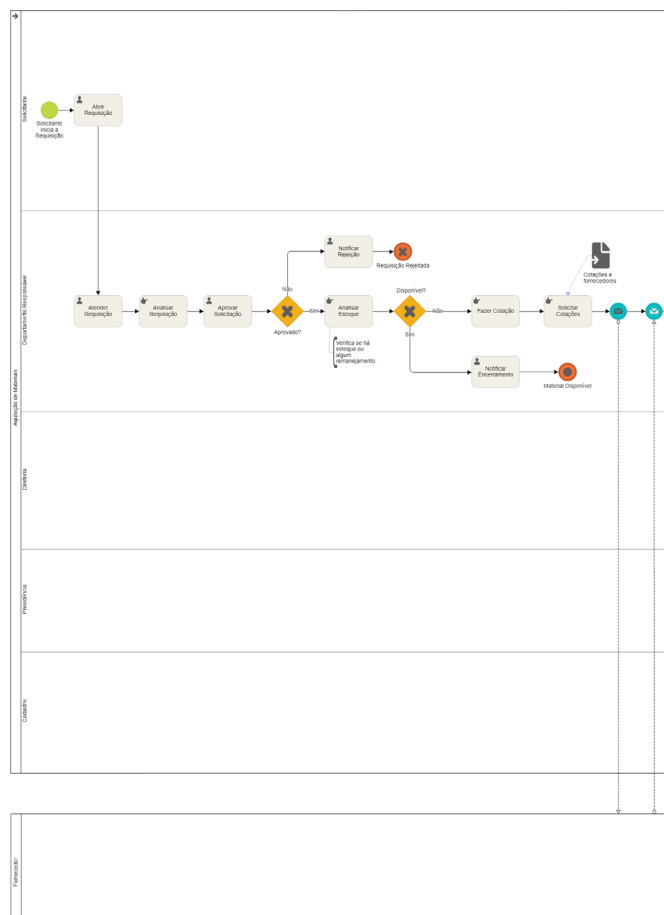 Solicitante
Abrir
Requisição
Solicitante
Inicia a
Requisição
Aquisição de Materiais
Departamento Responsável
Notificar
Rejeição
Requisição Rejeitada
Cotações e
fornecedores
Não
Disponível?
Atender
Requisição
Analisar
Requisição
Aprovar
Solicitação
Sim
Analisar
Estoque
Não
Fazer Cotação
Solicitar
Cotações
Aprovado?
Sim
Verifica se há
estoque ou
algum
remanejamento.
Notificar
Encerramento
Material Disponível
Diretoria
Presidência
Cadastro
Fornecedor